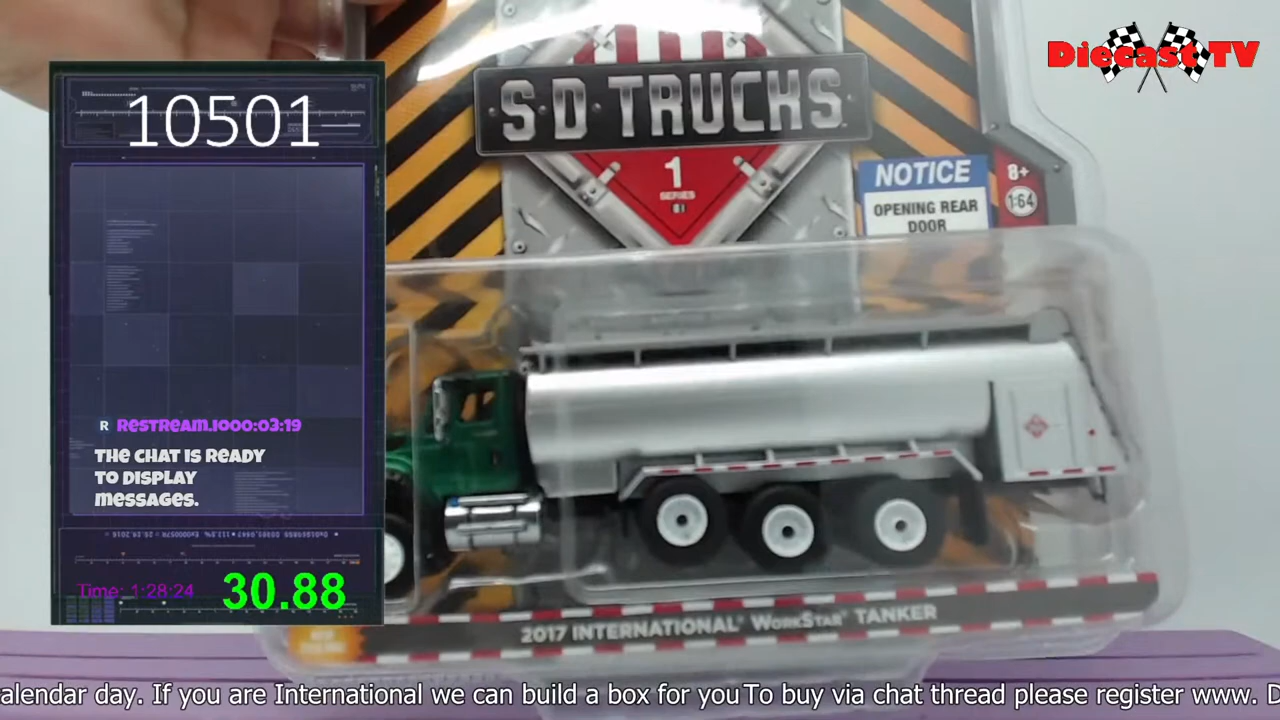 Diecast TV
10501
S·D TRUCKS
1
SERIES
NOTICE
OPENING REAR
DOOR
8+
1:64
R RESTREAM.IO00:03:19
THE CHAT IS READY
TO DISPLAY
MESSAGES.
Time: 1:28:24
30.88
2017 INTERNATIONAL® WORKSTAR® TANKER
alendar day. If you are International we can build a box for you To buy via chat thread please register www. D